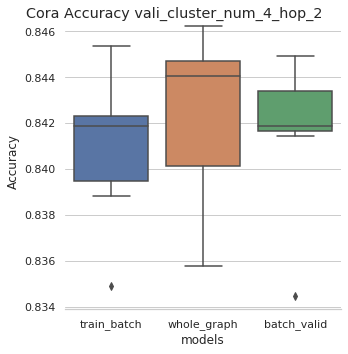 Cora Accuracy vali_cluster_num_4_hop_2
0.846
0.844
0.842
0.840
0.838
0.836
0.834
Accuracy
train_batch whole_graph batch_valid
models